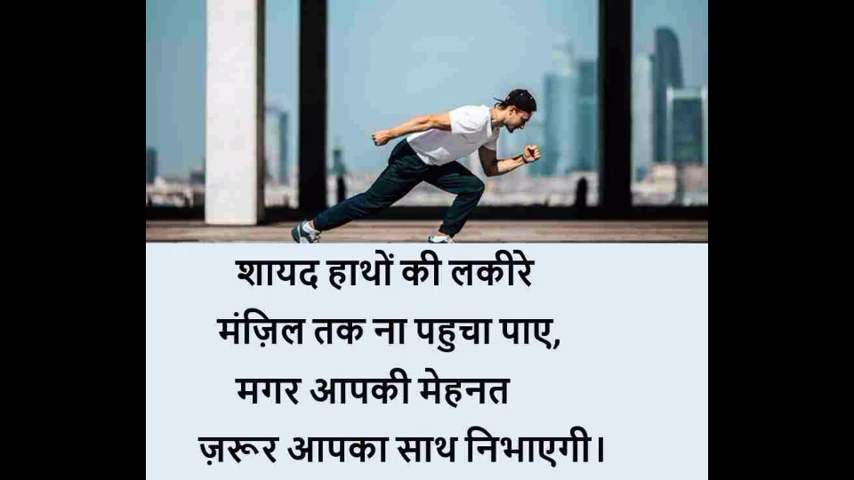 शायद हाथों की लकीरे
मंज़िल तक ना पहुचा पाए,
मगर आपकी मेहनत
ज़रूर आपका साथ निभाएगी।